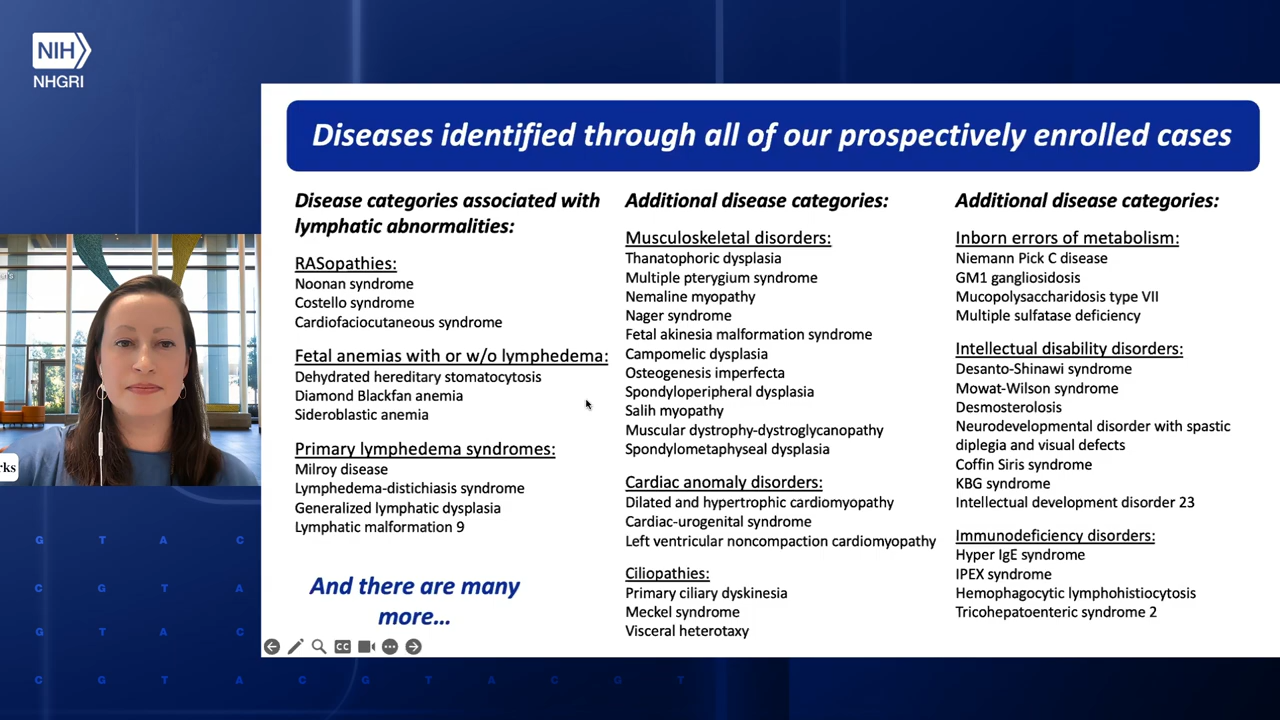 NIH
NHGRI
Diseases identified through all of our prospectively enrolled cases
Disease categories associated with
lymphatic abnormalities:
RASopathies:
Noonan syndrome
Costello syndrome
Cardiofaciocutaneous syndrome
Fetal anemias with or w/o lymphedema:
Dehydrated hereditary stomatocytosis
Diamond Blackfan anemia
Sideroblastic anemia
Primary lymphedema syndromes:
Milroy disease
Lymphedema-distichiasis syndrome
Generalized lymphatic dysplasia
Lymphatic malformation 9
And there are many
more...
Additional disease categories:
Musculoskeletal disorders:
Thanatophoric dysplasia
Multiple pterygium syndrome
Nemaline myopathy
Nager syndrome
Fetal akinesia malformation syndrome
Campomelic dysplasia
Osteogenesis imperfecta
Spondyloperipheral dysplasia
Salih myopathy
Muscular dystrophy-dystroglycanopathy
Spondylometaphyseal dysplasia
Cardiac anomaly disorders:
Dilated and hypertrophic cardiomyopathy
Cardiac-urogenital syndrome
Left ventricular noncompaction cardiomyopathy
Ciliopathies:
Primary ciliary dyskinesia
Meckel syndrome
Visceral heterotaxy
Additional disease categories:
Inborn errors of metabolism:
Niemann Pick C disease
GM1 gangliosidosis
Mucopolysaccharidosis type VII
Multiple sulfatase deficiency
Intellectual disability disorders:
Desanto-Shinawi syndrome
Mowat-Wilson syndrome
Desmosterolosis
Neurodevelopmental disorder with spastic
diplegia and visual defects
Coffin Siris syndrome
KBG syndrome
Intellectual development disorder 23
Immunodeficiency disorders:
Hyper IgE syndrome
IPEX syndrome
Hemophagocytic lymphohistiocytosis
Tricohepatoenteric syndrome 2
rks
CC
G T A C
C G T A
G T A C
C G T A C G T A C G T